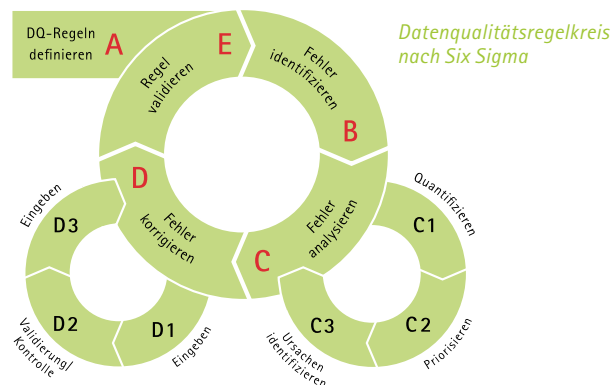 DQ-Regeln
definieren
A
E
Regel
validieren
Fehler
identifizieren
B
Datenqualitätsregelkreis
nach Six Sigma
D
Fehler
korrigieren
C
Fehler
analysieren
Quantifizieren
C1
C2
Priorisieren
C3
Ursachen
identifizieren
D1
Eingeben
D2
Validierung/
Kontrolle
D3
Eingeben